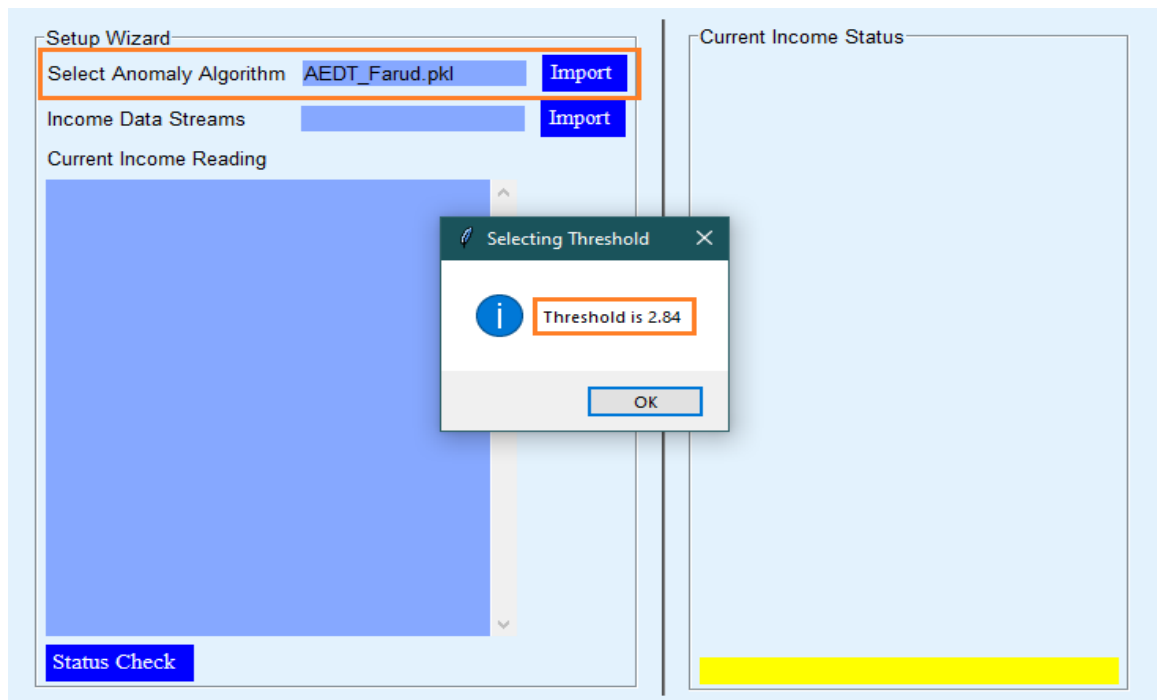 Setup Wizard
Select Anomaly Algorithm AEDT_Farud.pkl Import
Income Data Streams Import
Current Income Reading
Status Check
Selecting Threshold
Threshold is 2.84
OK
Current Income Status